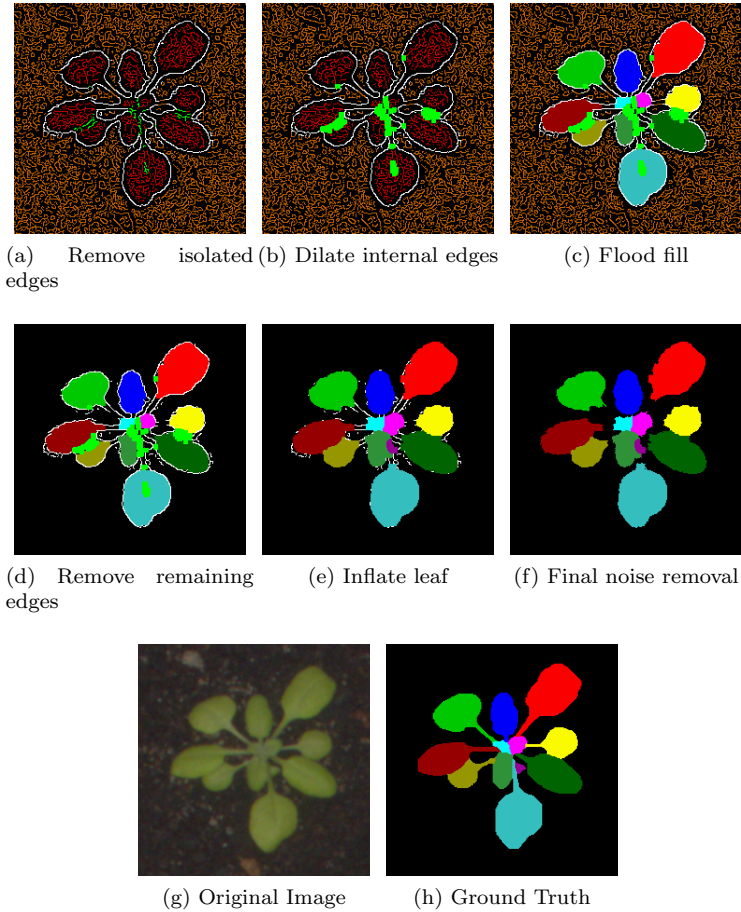 (a) Remove isolated
edges
(b) Dilate internal edges
(c) Flood fill
(d) Remove remaining
edges
(e) Inflate leaf
(f) Final noise removal
(g) Original Image
(h) Ground Truth